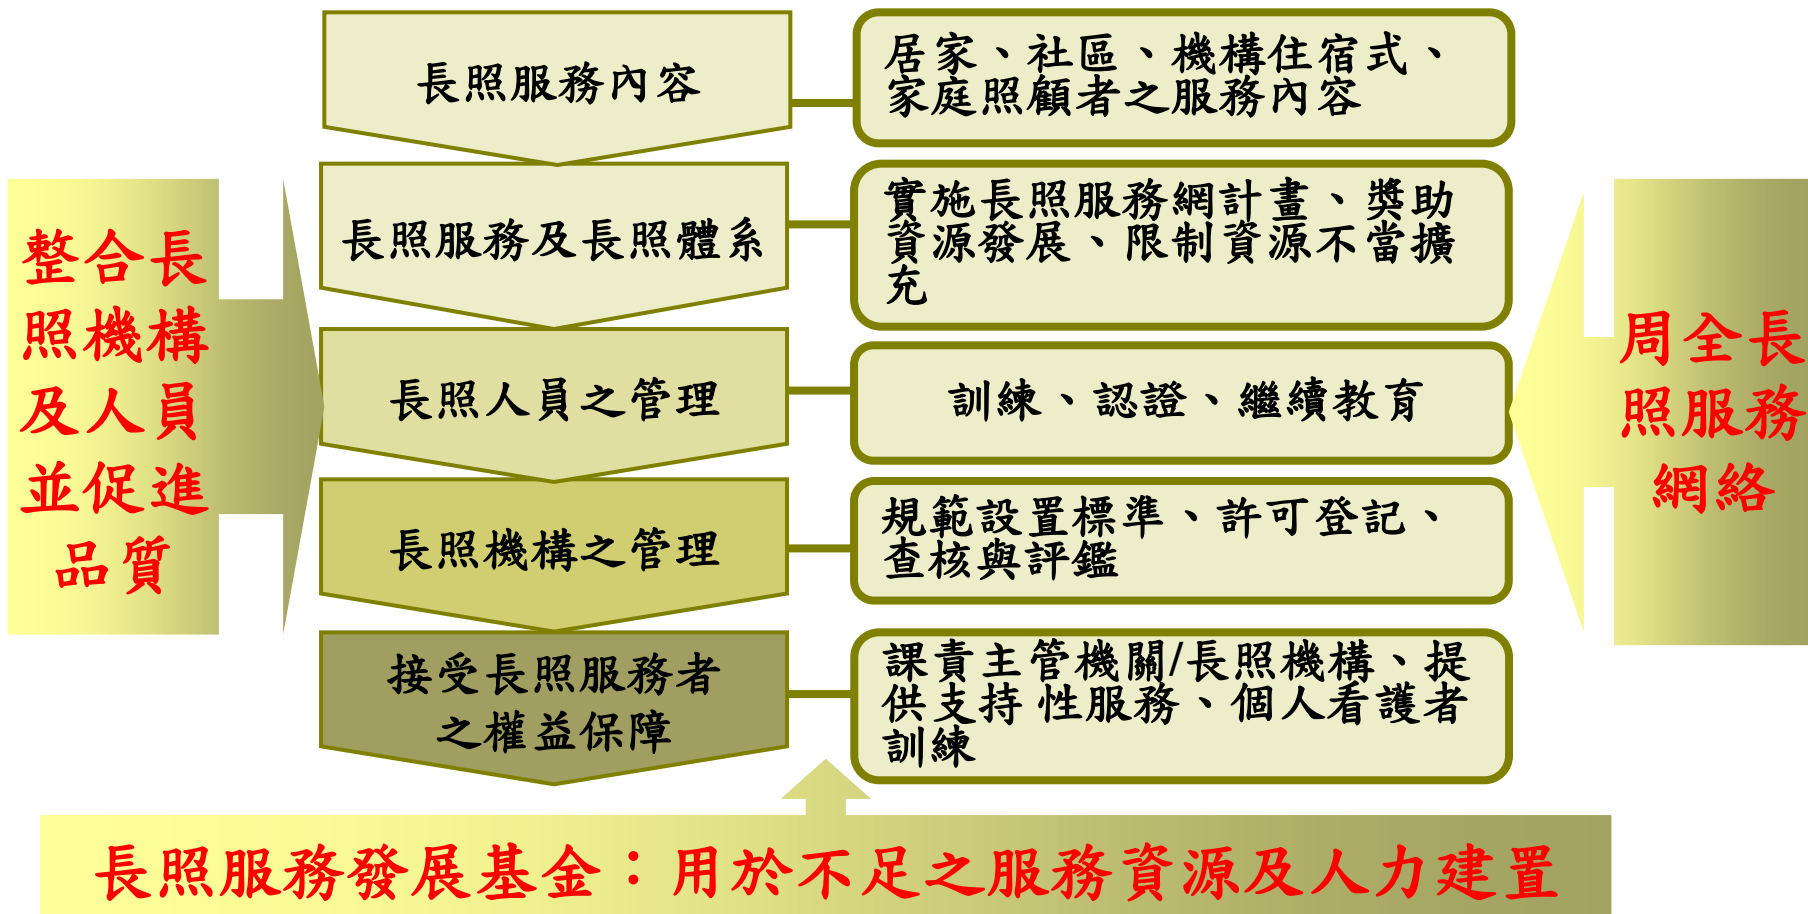 長照服務內容
居家、社區、機構住宿式、
家庭照顧者之服務內容
長照服務及長照體系
實施長照服務網計畫、獎助
資源發展、限制資源不當擴
充
長照人員之管理
訓練、認證、繼續教育
長照機構之管理
規範設置標準、許可登記、
查核與評鑑
接受長照服務者
之權益保障
課責主管機關/長照機構、提
供支持 性服務、個人看護者
訓練
整合長
照機構
及人員
並促進
品質
周全長
照服務
網絡
長照服務發展基金：用於不足之服務資源及人力建置